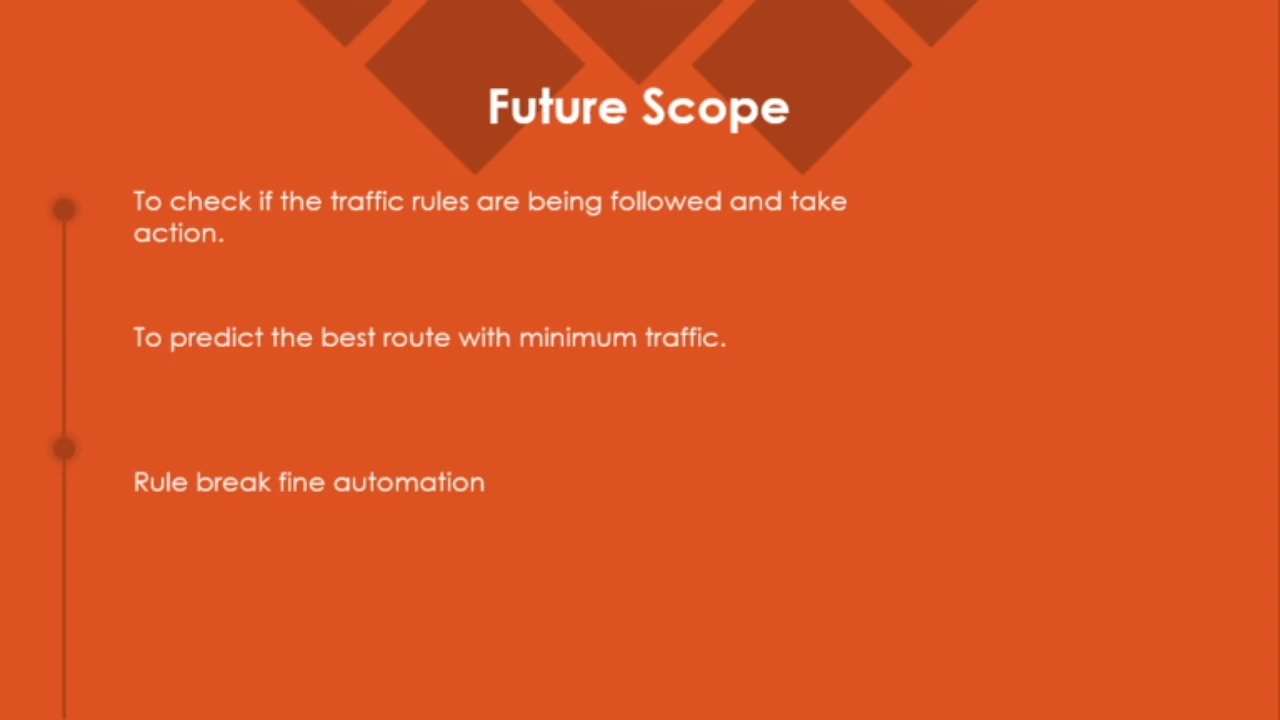 Future Scope
To check if the traffic rules are being followed and take
action.
To predict the best route with minimum traffic.
Rule break fine automation